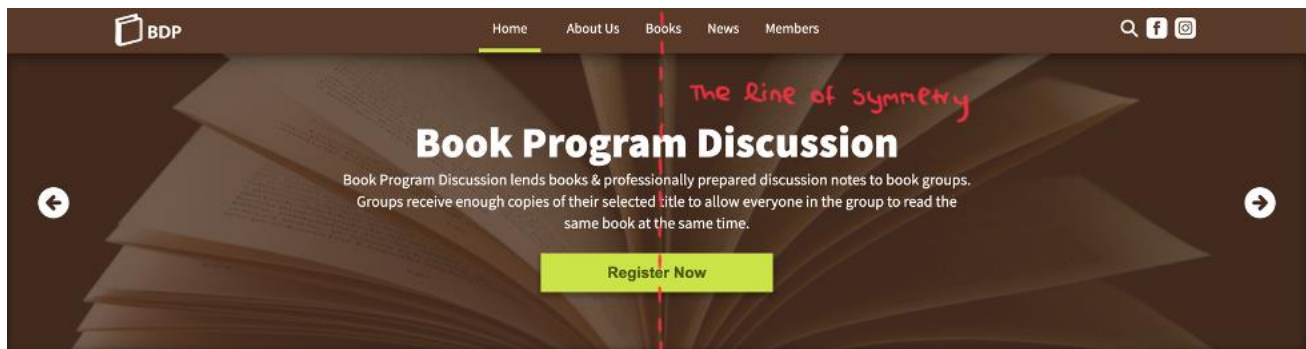 BDP
Home About Us Books News Members
The line of symmetry
Book Program Discussion
Book Program Discussion lends books & professionally prepared discussion notes to book groups.
Groups receive enough copies of their selected title to allow everyone in the group to read the
same book at the same time.
Register Now